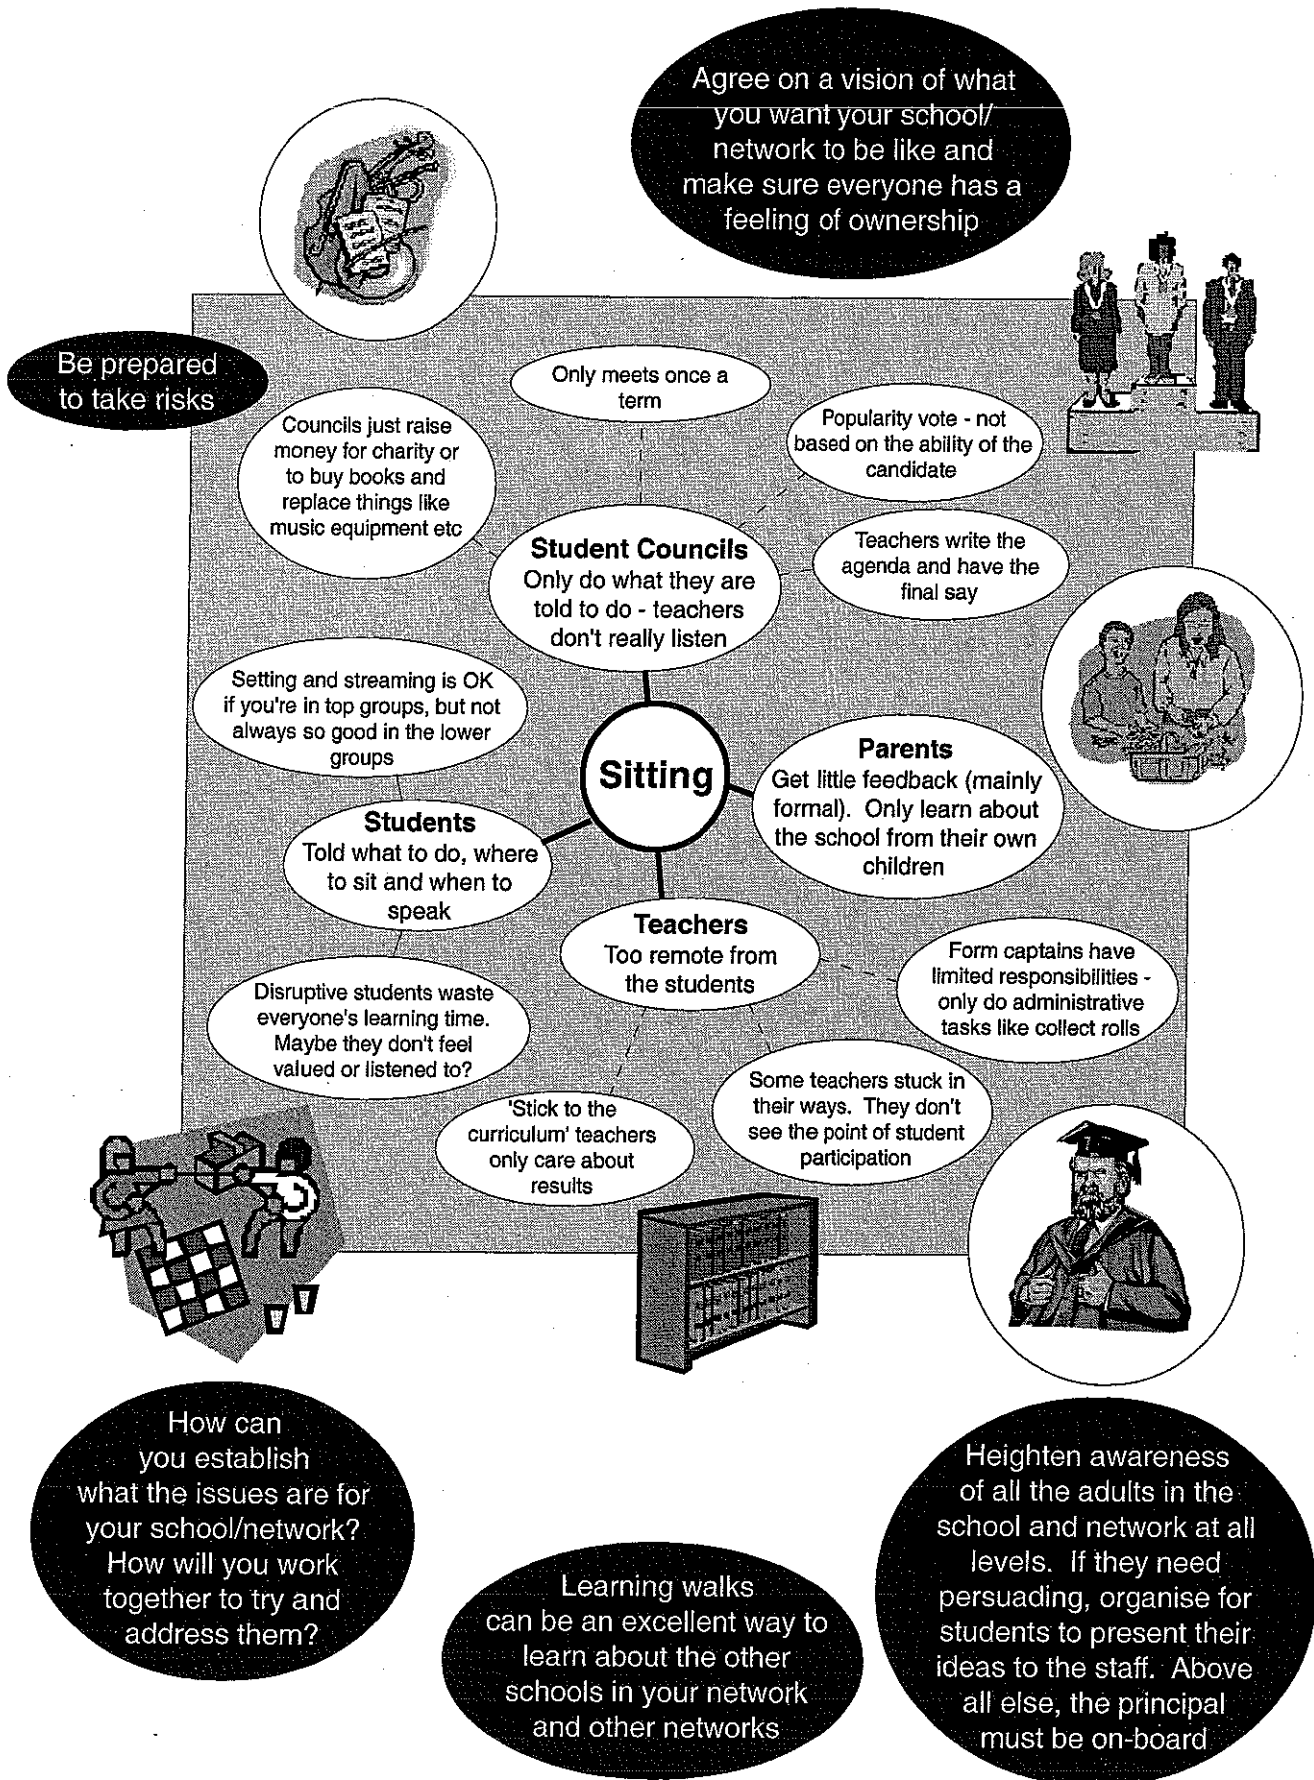 Agree on a vision of what
you want your school/
network to be like and
make sure everyone has a
feeling of ownership
Be prepared
to take risks
Only meets once a
term
Councils just raise
money for charity or
to buy books and
replace things like
music equipment etc
Popularity vote - not
based on the ability of the
candidate
Student Councils
Only do what they are
told to do - teachers
don't really listen
Teachers write the
agenda and have the
final say
Setting and streaming is OK
if you're in top groups, but not
always so good in the lower
groups
Sitting
Parents
Get little feedback (mainly
formal). Only learn about
the school from their own
children
Students
Told what to do, where
to sit and when to
speak
Teachers
Too remote from
the students
Form captains have
limited responsibilities -
only do administrative
tasks like collect rolls
Disruptive students waste
everyone's learning time.
Maybe they don't feel
valued or listened to?
Some teachers stuck in
their ways. They don't
see the point of student
participation
'Stick to the
curriculum' teachers
only care about
results
How can
you establish
what the issues are for
your school/network?
How will you work
together to try and
address them?
Learning walks
can be an excellent way to
learn about the other
schools in your network
and other networks
Heighten awareness
of all the adults in the
school and network at all
levels. If they need
persuading, organise for
students to present their
ideas to the staff. Above
all else, the principal
must be on-board